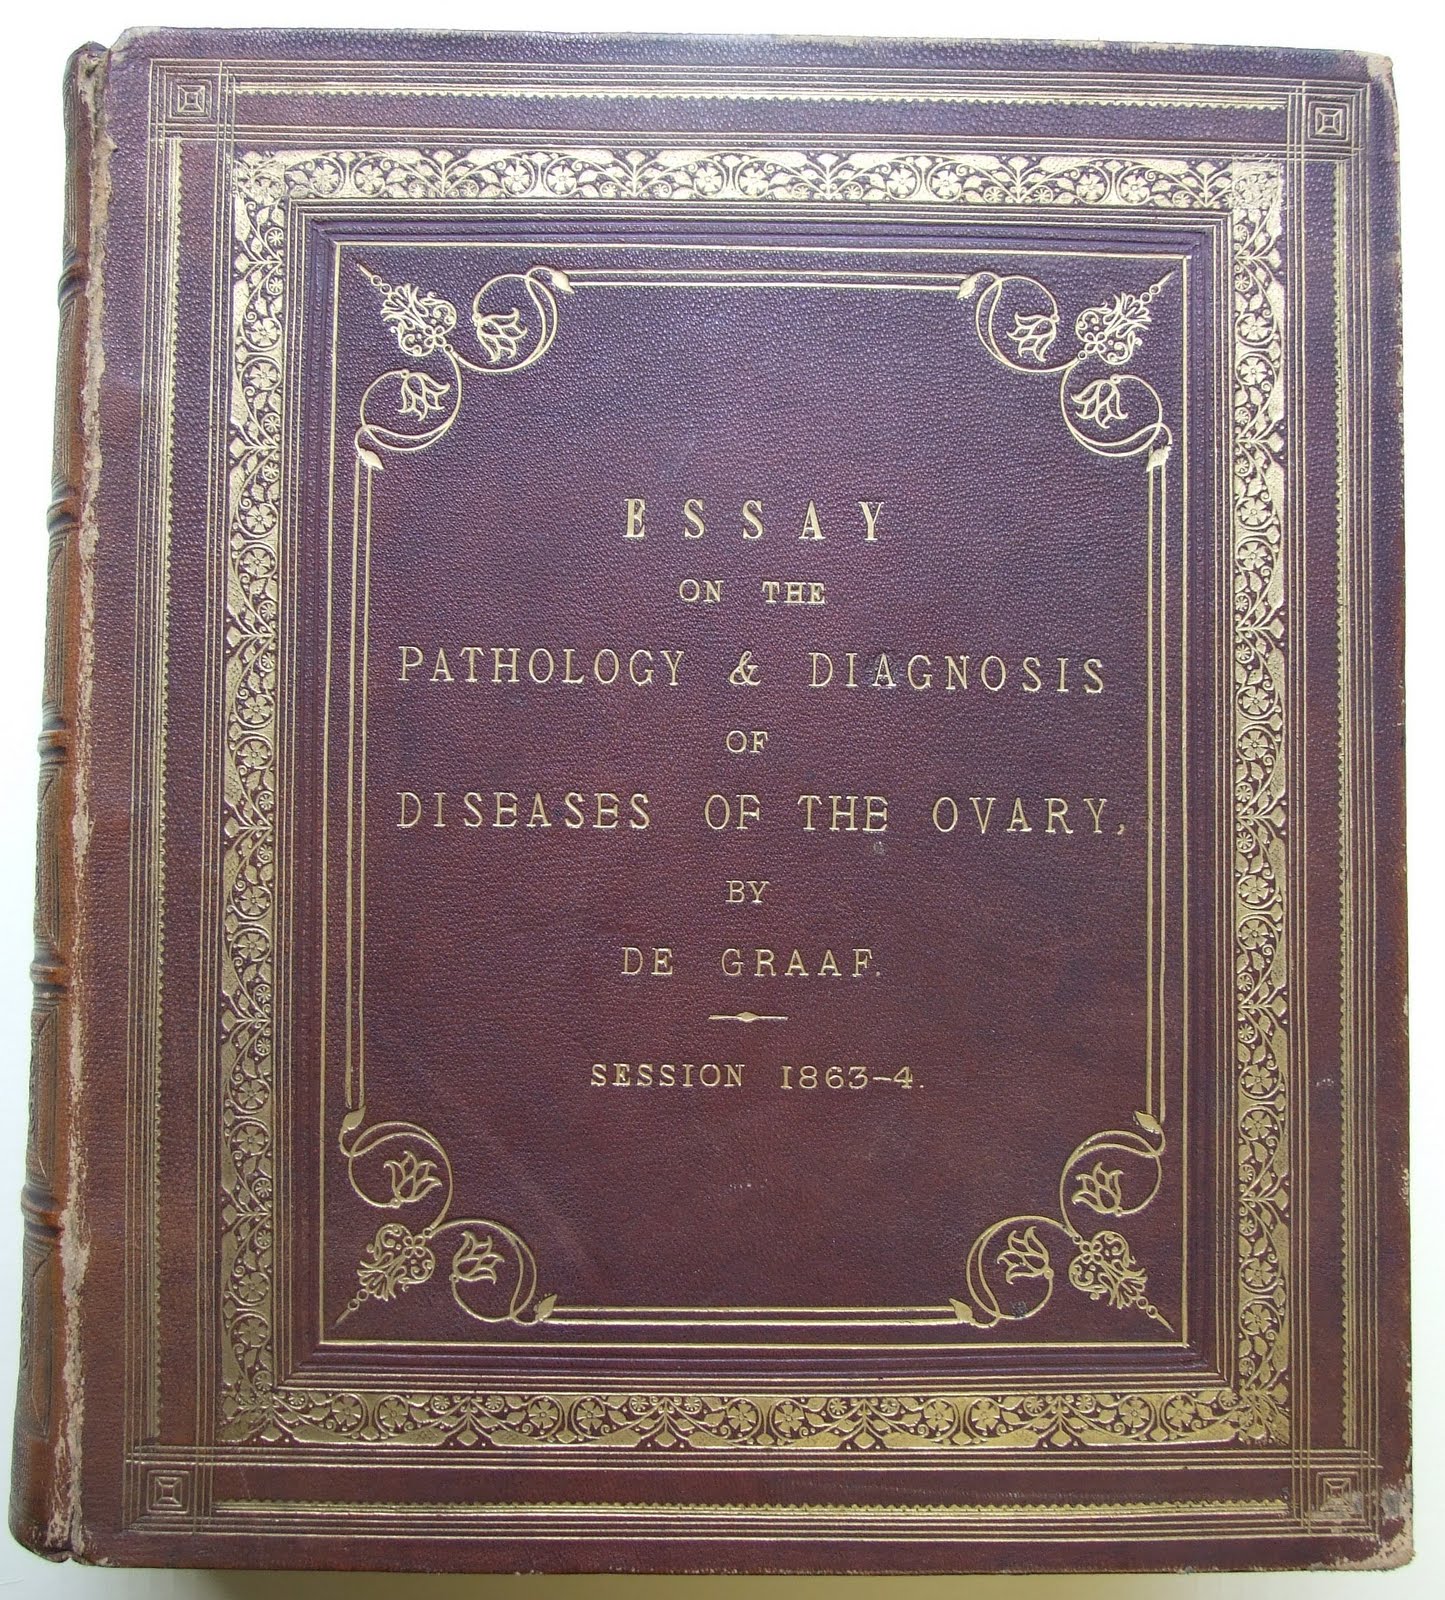 ESSAY
ON THE
PATHOLOGY & DIAGNOSIS
OF
DISEASES OF THE OVARY,
BY
DE GRAAF.
SESSION 1863-4.